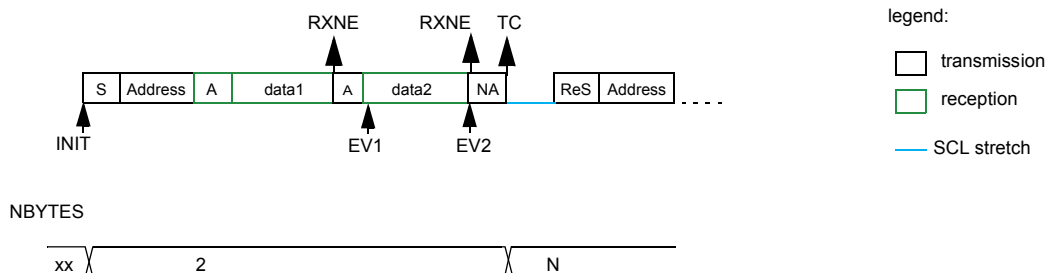 legend:
RXNE RXNE TC
transmission
S Address A data1 A data2 NA ReS Address
reception
INIT EV1 EV2
SCL stretch
NBYTES
xx 2 N